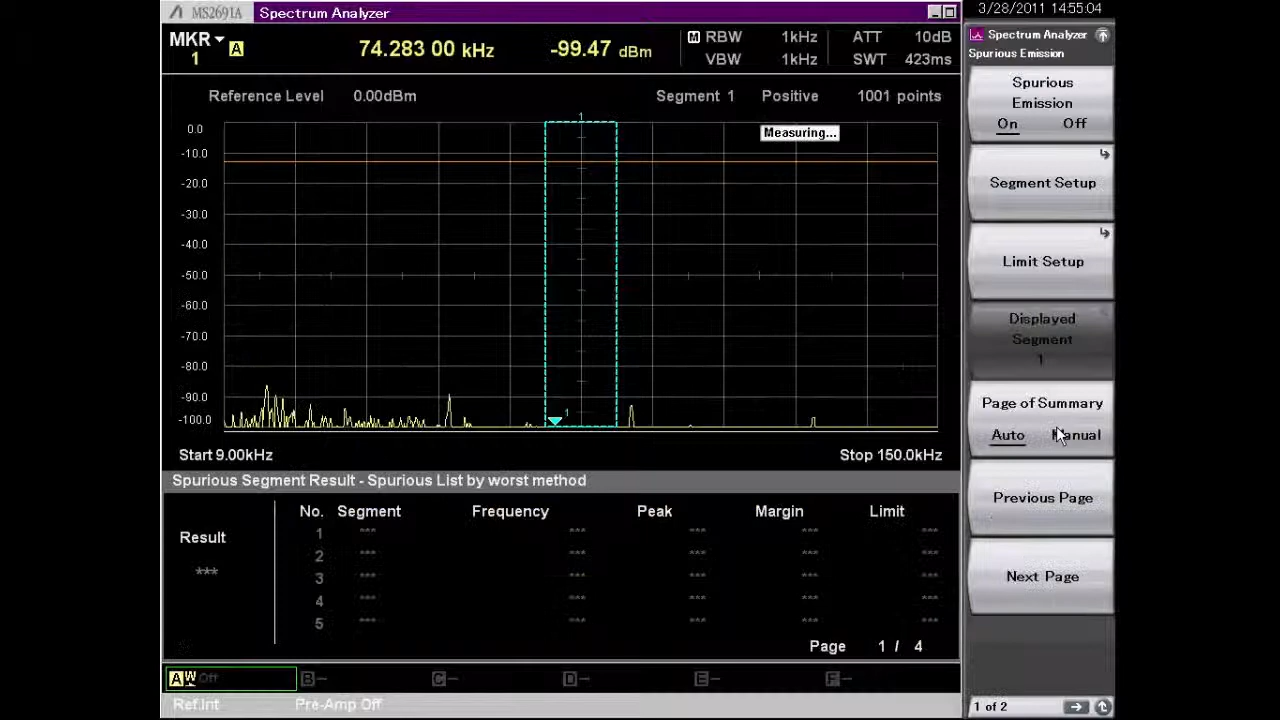 MS2691A Spectrum Analyzer
3/28/2011 14:55:04
MKR A 74.283 00 kHz -99.47 dBm M RBW 1kHz ATT 10dB
1 VBW 1kHz SWT 423ms
Reference Level 0.00dBm Segment 1 Positive 1001 points
1
Measuring...
0.0
-10.0
-20.0
-30.0
-40.0
-50.0
-60.0
-70.0
-80.0
-90.0
-100.0
1
Start 9.00kHz Stop 150.0kHz
Spurious Segment Result - Spurious List by worst method
No. Segment Frequency Peak Margin Limit
Result
***
1 *** *** *** *** ***
2 *** *** *** *** ***
3 *** *** *** *** ***
4 *** *** *** *** ***
5 *** *** *** *** ***
Page 1 / 4
A W Off B- C- D- E- F-
Ref.Int Pre-Amp Off
Spectrum Analyzer
Spurious Emission
Spurious
Emission
On Off
Segment Setup
Limit Setup
Displayed
Segment
1
Page of Summary
Auto Manual
Previous Page
Next Page
1 of 2